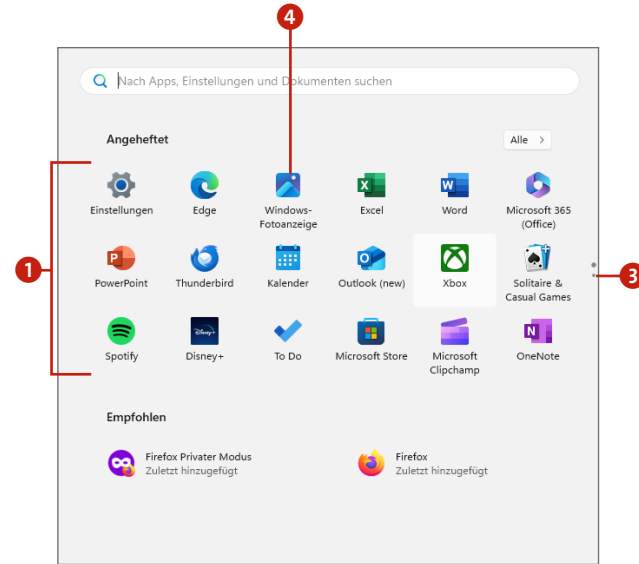 4
Nach Apps, Einstellungen und Dokumenten suchen
Angeheftet
Alle >
Einstellungen
Edge
Windows-
Fotoanzeige
Excel
Word
Microsoft 365
(Office)
1
PowerPoint
Thunderbird
Kalender
Outlook (new)
Xbox
Solitaire &
Casual Games
3
Spotify
Disney+
To Do
Microsoft Store
Microsoft
Clipchamp
OneNote
Empfohlen
Firefox Privater Modus
Zuletzt hinzugefügt
Firefox
Zuletzt hinzugefügt